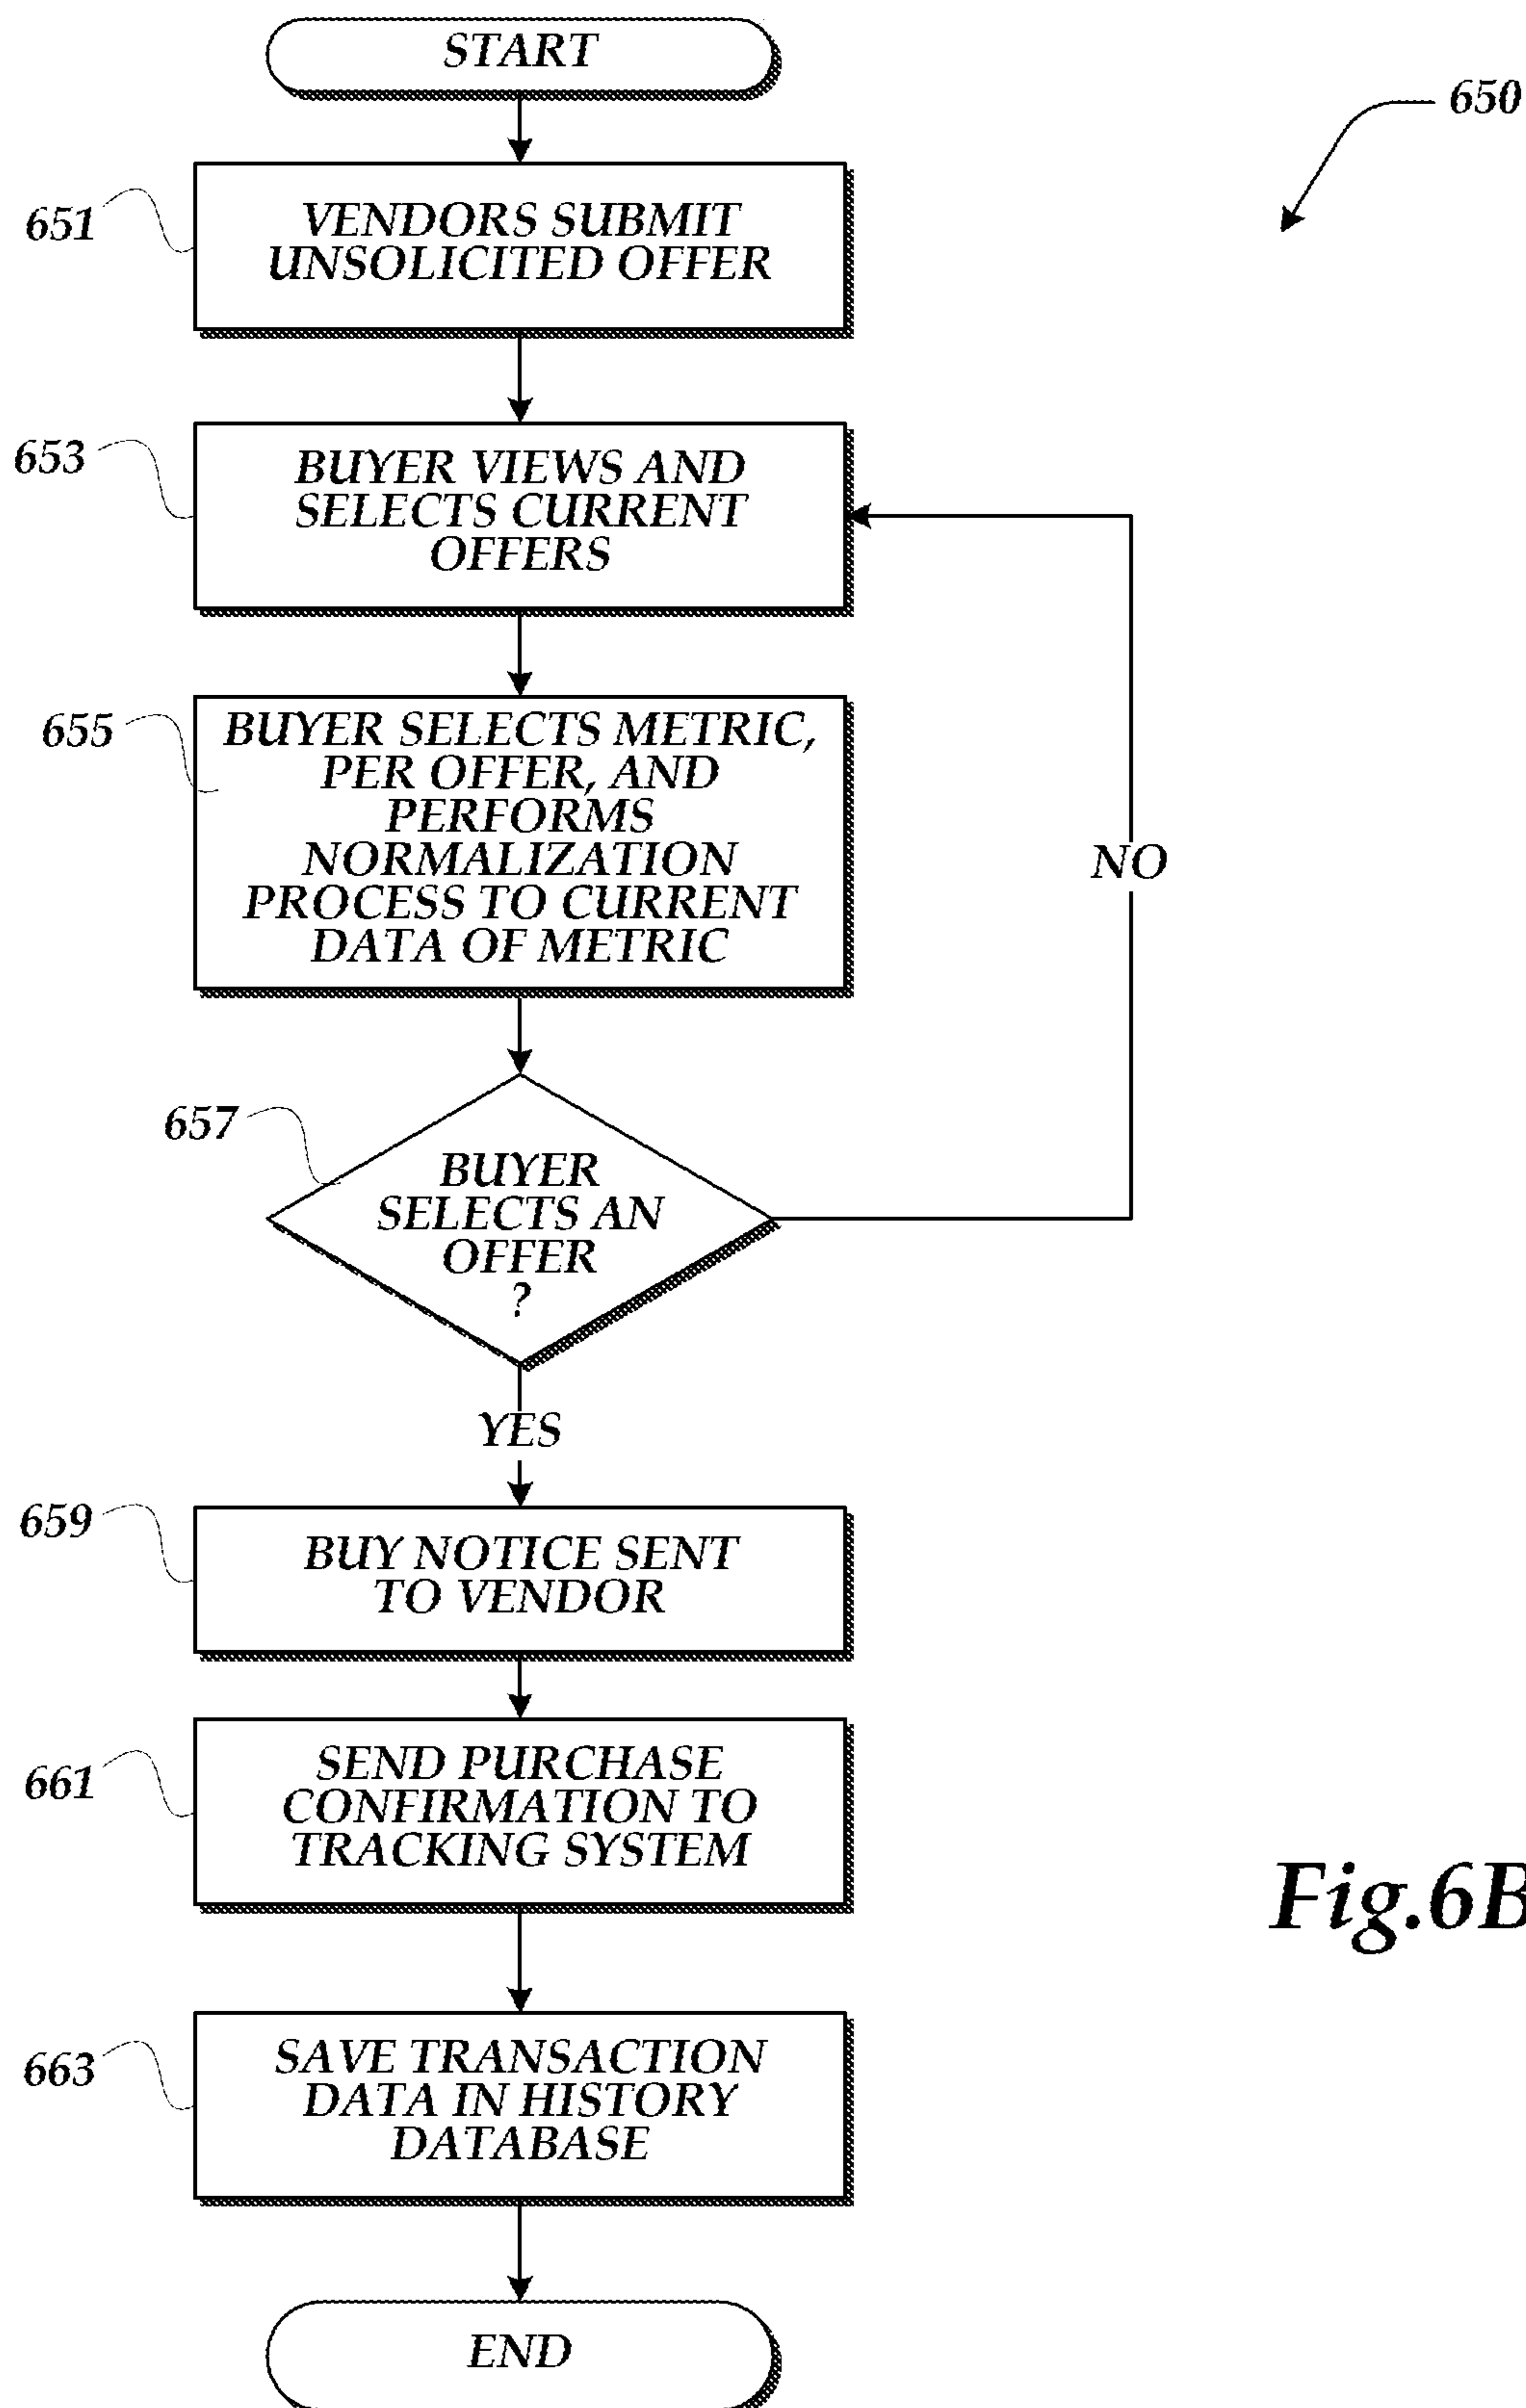 START
650
651
VENDORS SUBMIT
UNSOLICITED OFFER
653
BUYER VIEWS AND
SELECTS CURRENT
OFFERS
655
BUYER SELECTS METRIC,
PER OFFER, AND
PERFORMS
NORMALIZATION
PROCESS TO CURRENT
DATA OF METRIC
NO
657
BUYER
SELECTS AN
OFFER
?
YES
659
BUY NOTICE SENT
TO VENDOR
661
SEND PURCHASE
CONFIRMATION TO
TRACKING SYSTEM
Fig.6B
663
SAVE TRANSACTION
DATA IN HISTORY
DATABASE
END